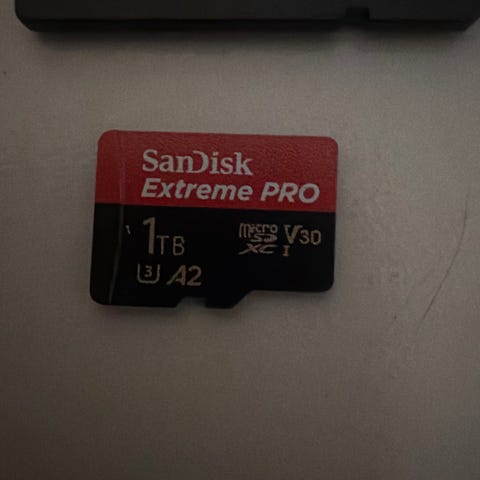 SanDisk
Extreme PRO
1TB
micro SD XC I V30
U3 A2